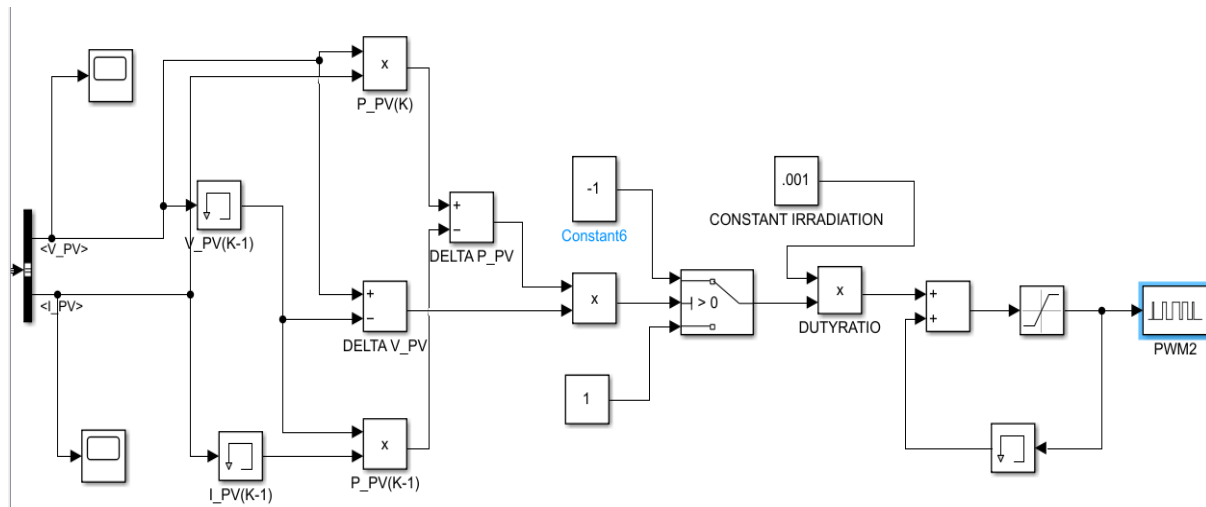 x
P_PV(K)
.001
-1
CONSTANT IRRADIATION
+
−
Constant6
<V_PV>
V_PV(K-1)
DELTA P_PV
<I_PV>
+
−
x
> 0
x
+
+
DELTA V_PV
DUTYRATIO
PWM2
1
x
I_PV(K-1)
P_PV(K-1)